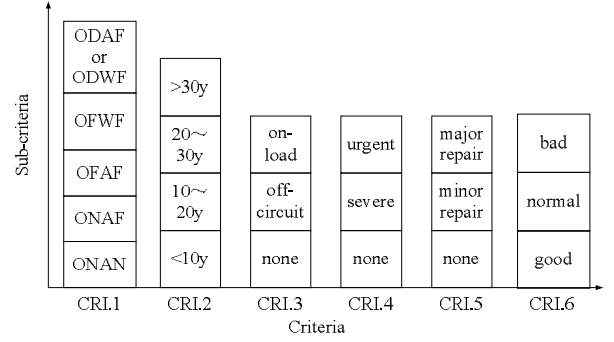 Sub-criteria
ODAF
or
ODWF
OFWF
OFAF
ONAF
ONAN
>30y
20～
30y
10～
20y
<10y
on-
load
off-
circuit
none
urgent
severe
none
major
repair
minor
repair
none
bad
normal
good
CRI.1 CRI.2 CRI.3 CRI.4 CRI.5 CRI.6
Criteria